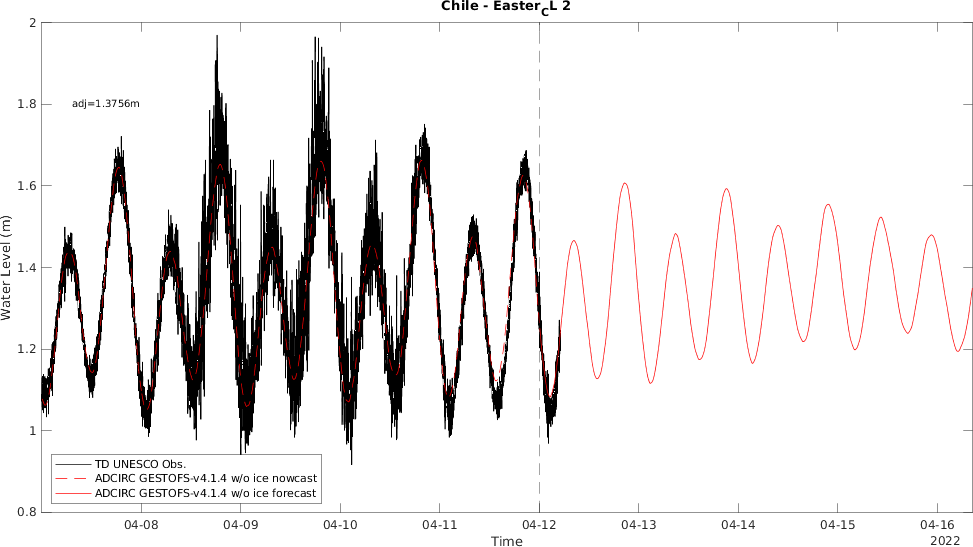 Chile - Easter_CL 2
2
1.8
1.6
1.4
1.2
1
0.8
Water Level (m)
adj=1.3756m
TD UNESCO Obs.
ADCIRC GESTOFS-v4.1.4 w/o ice nowcast
ADCIRC GESTOFS-v4.1.4 w/o ice forecast
04-08 04-09 04-10 04-11 04-12 04-13 04-14 04-15 04-16
Time
2022